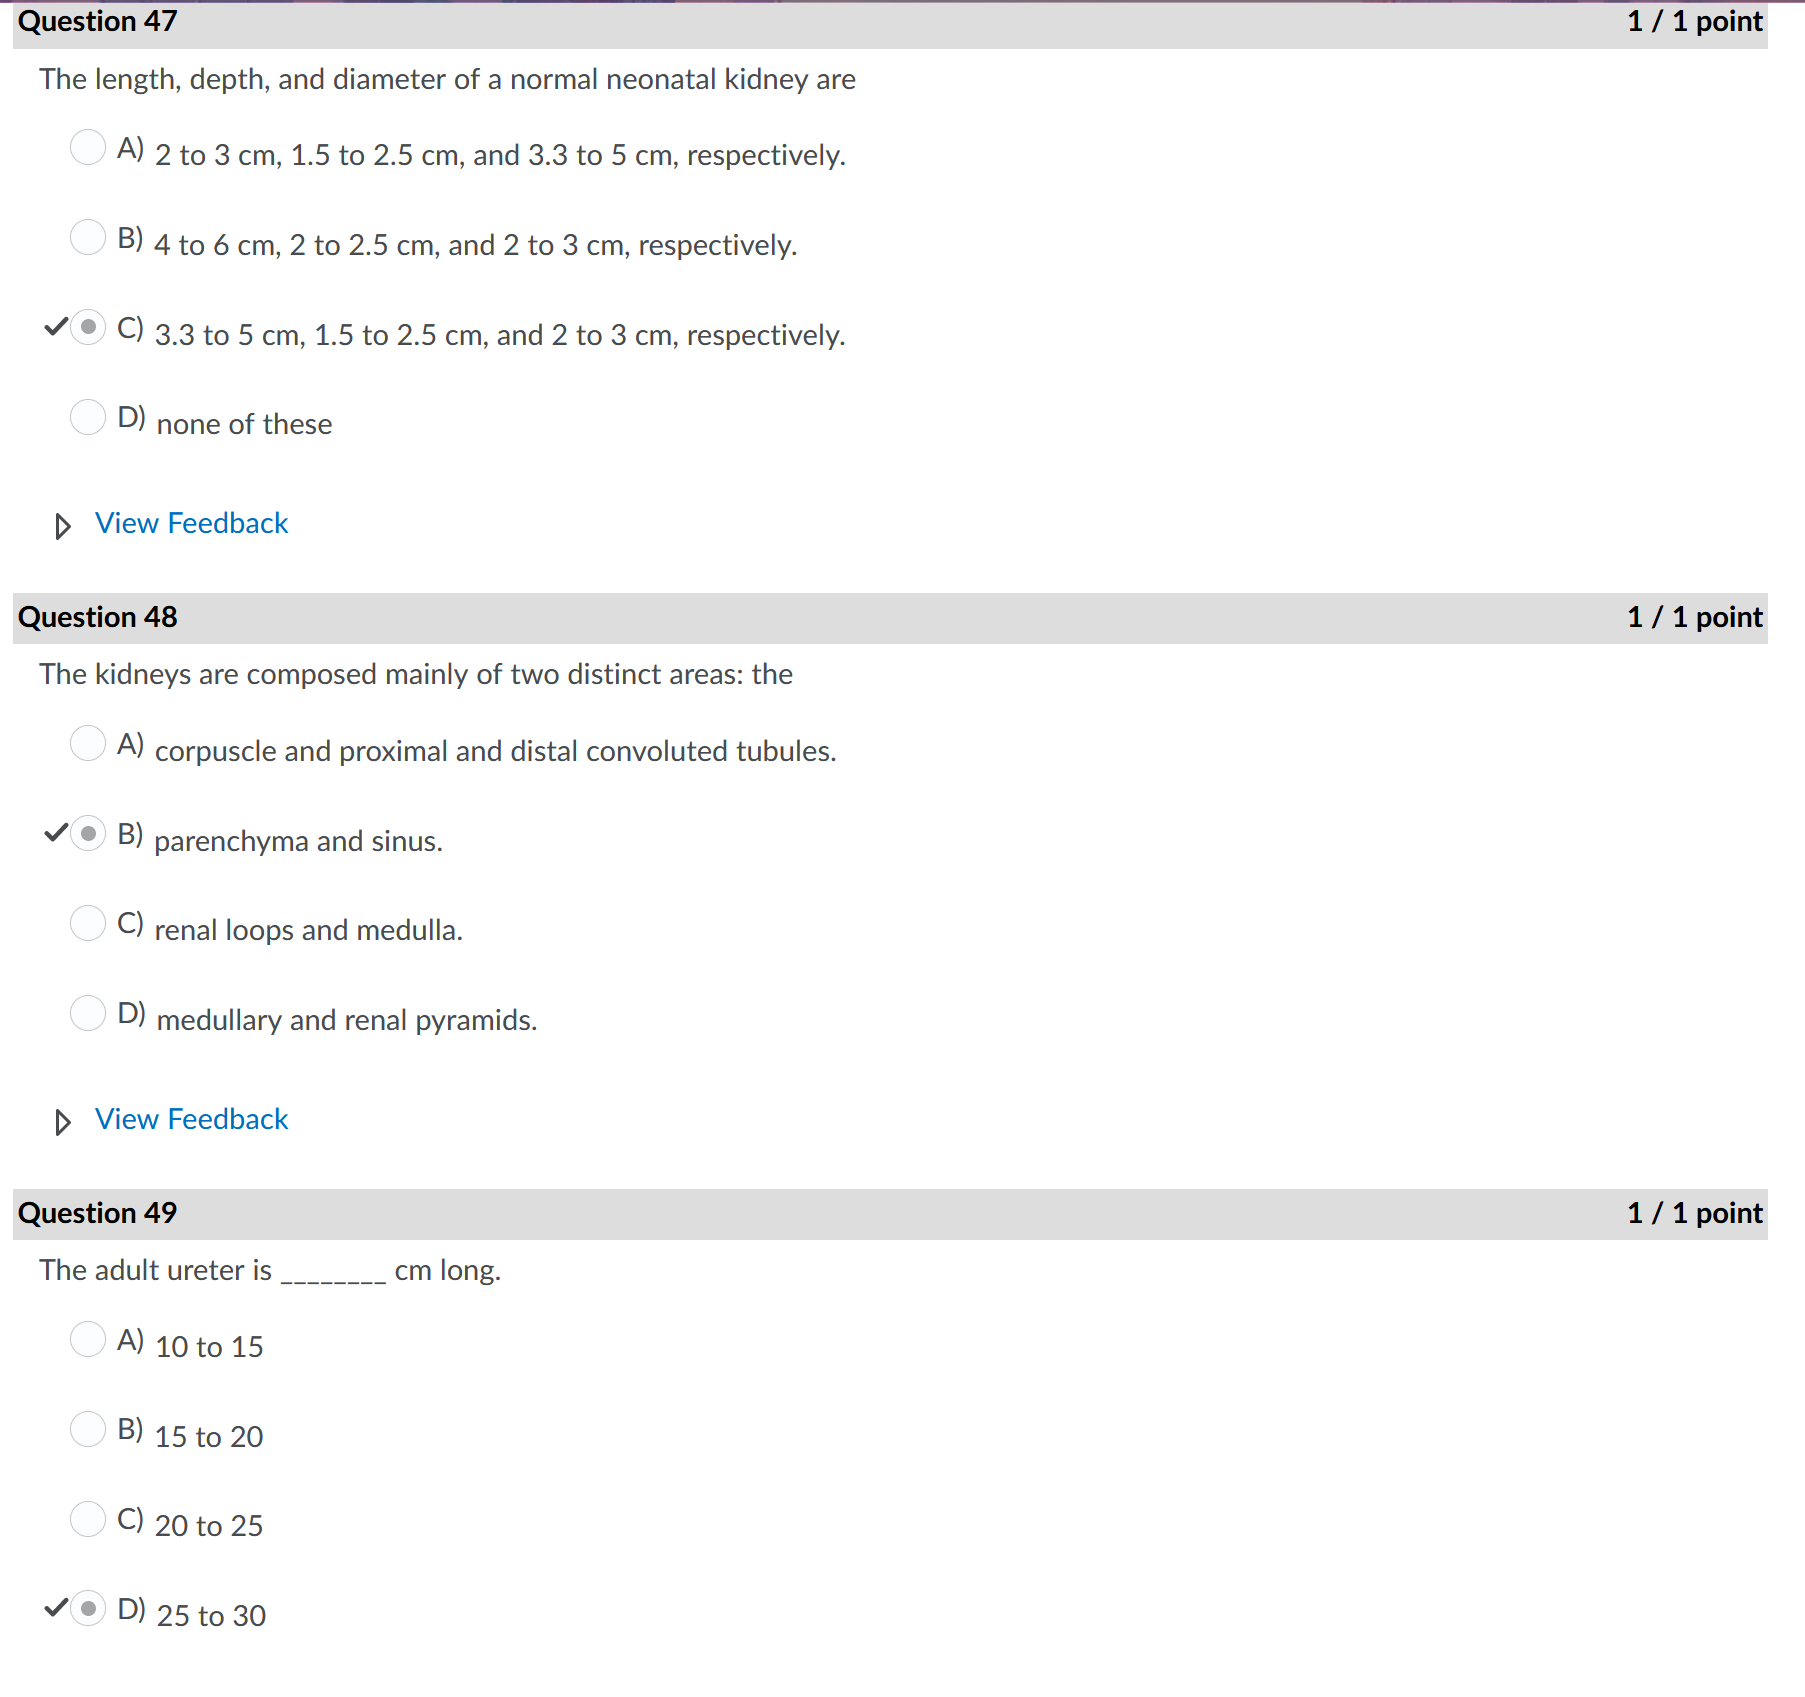 Question 47 1 / 1 point
The length, depth, and diameter of a normal neonatal kidney are
A) 2 to 3 cm, 1.5 to 2.5 cm, and 3.3 to 5 cm, respectively.
B) 4 to 6 cm, 2 to 2.5 cm, and 2 to 3 cm, respectively.
C) 3.3 to 5 cm, 1.5 to 2.5 cm, and 2 to 3 cm, respectively.
D) none of these
View Feedback
Question 48 1 / 1 point
The kidneys are composed mainly of two distinct areas: the
A) corpuscle and proximal and distal convoluted tubules.
B) parenchyma and sinus.
C) renal loops and medulla.
D) medullary and renal pyramids.
View Feedback
Question 49 1 / 1 point
The adult ureter is ________ cm long.
A) 10 to 15
B) 15 to 20
C) 20 to 25
D) 25 to 30